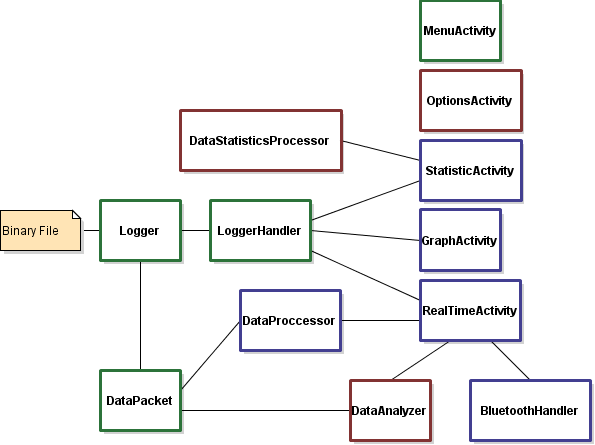 MenuActivity
OptionsActivity
DataStatisticsProcessor
StatisticActivity
Binary File
Logger
LoggerHandler
GraphActivity
DataProccessor
RealTimeActivity
DataPacket
DataAnalyzer
BluetoothHandler